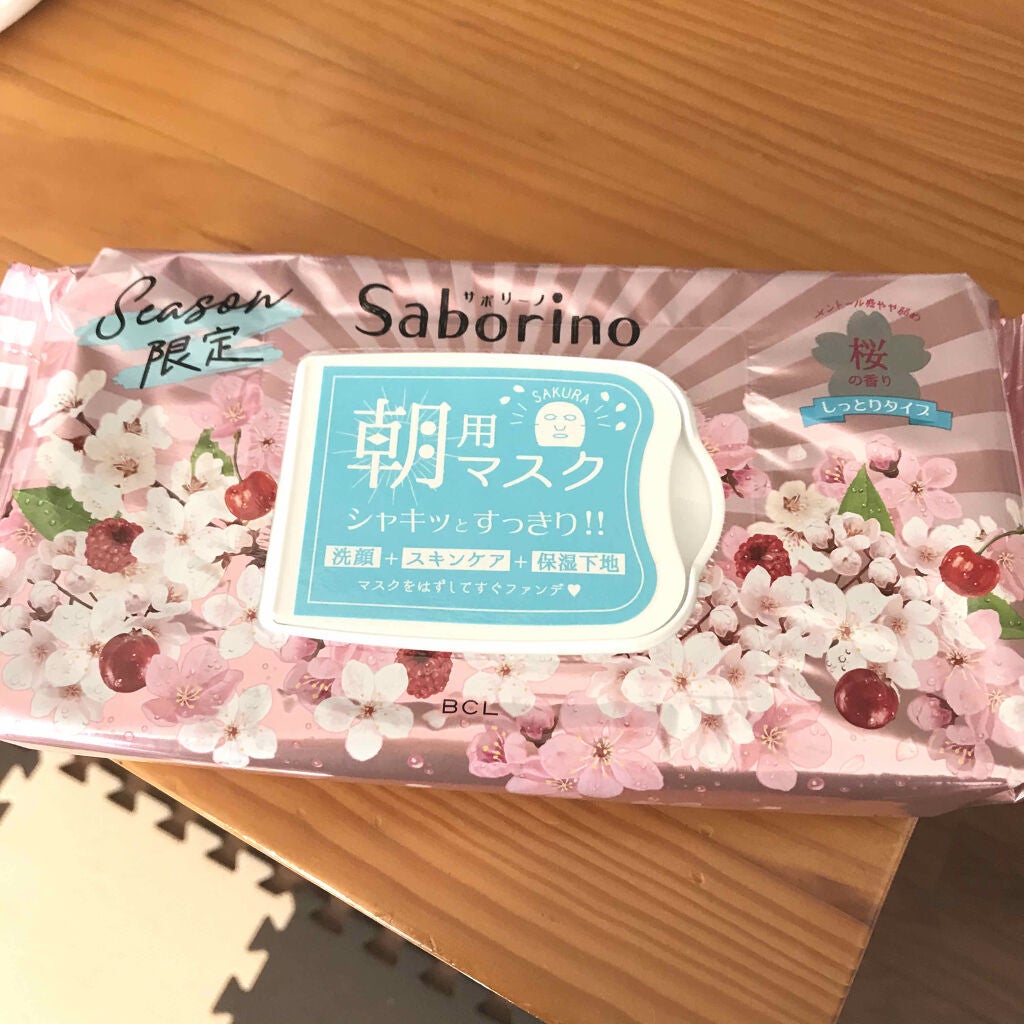 Season
限定
サボリーノ
Saborino
メントール感やや弱め
桜
の香り
しっとりタイプ
SAKURA
朝用
マスク
シャキッとすっきり!!
洗顔+スキンケア+保湿下地
マスクをはずしてすぐファンデ♥
BCL